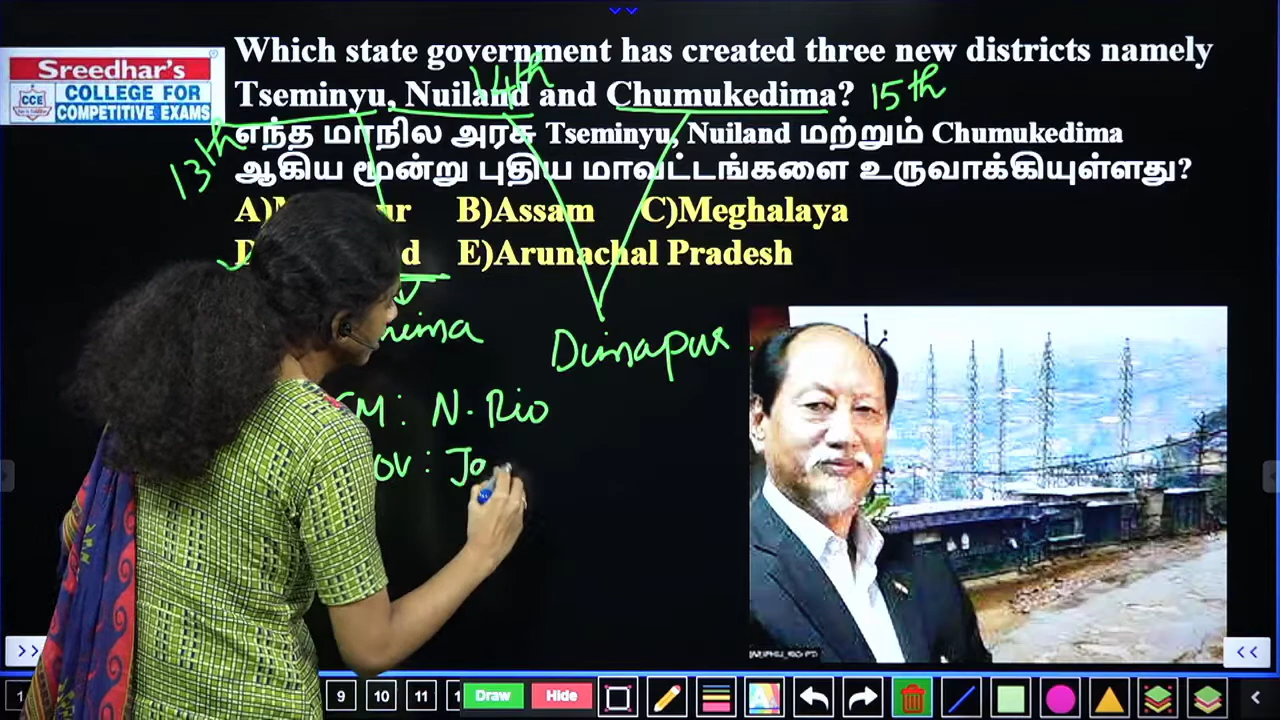 Which state government has created three new districts namely
Sreedhar's
CCE
COLLEGE FOR
COMPETITIVE EXAMS
Tseminyu, Nuiland and Chumukedima?
14th
15th
13th
எந்த மாநில அரசு Tseminyu, Nuiland மற்றும் Chumukedima
ஆகிய மூன்று புதிய மாவட்டங்களை உருவாக்கியுள்ளது?
B)Assam C)Meghalaya
E)Arunachal Pradesh
Dimapur
CM: N. Rio
: Jo
>> 9 10 11 Draw Hide <<